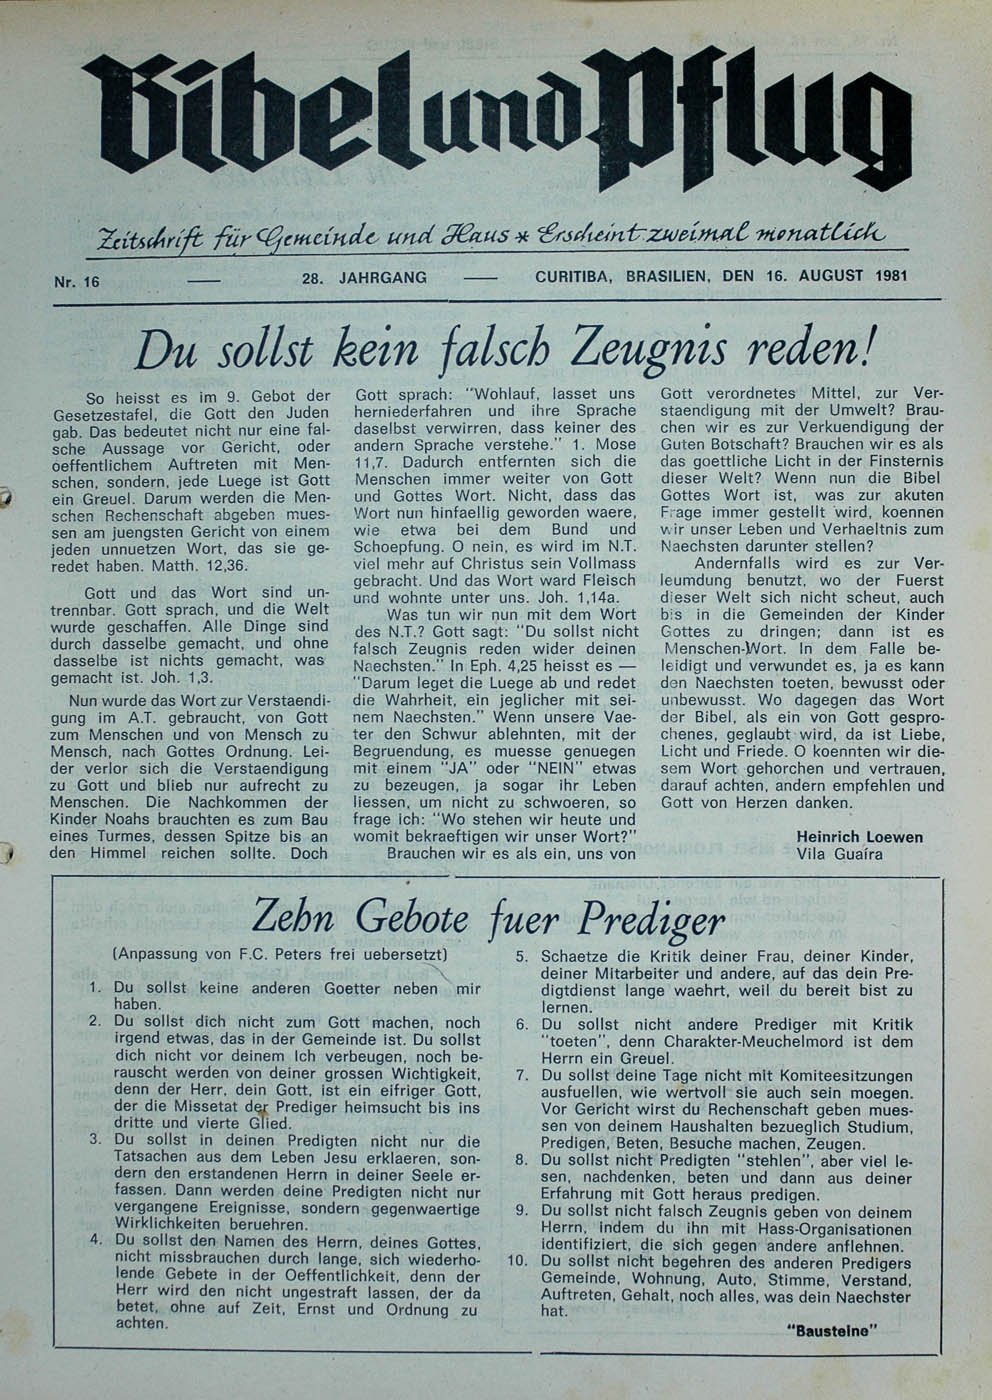 Bibel und Pflug
Zeitschrift für Gemeinde und Haus * Erscheint zweimal monatlich
Nr. 16 — 28. JAHRGANG — CURITIBA, BRASILIEN, DEN 16. AUGUST 1981
Du sollst kein falsch Zeugnis reden!
So heisst es im 9. Gebot der
Gesetzestafel, die Gott den Juden
gab. Das bedeutet nicht nur eine fal-
sche Aussage vor Gericht, oder
oeffentlichem Auftreten mit Men-
schen, sondern, jede Luege ist Gott
ein Greuel. Darum werden die Men-
schen Rechenschaft abgeben mues-
sen am juengsten Gericht von einem
jeden unnuetzen Wort, das sie ge-
redet haben. Matth. 12,36.
Gott und das Wort sind un-
trennbar. Gott sprach, und die Welt
wurde geschaffen. Alle Dinge sind
durch dasselbe gemacht, und ohne
dasselbe ist nichts gemacht, was
gemacht ist. Joh. 1,3.
Nun wurde das Wort zur Verstaendi-
gung im A.T. gebraucht, von Gott
zum Menschen und von Mensch zu
Mensch, nach Gottes Ordnung. Lei-
der verlor sich die Verstaendigung
zu Gott und blieb nur aufrecht zu
Menschen. Die Nachkommen der
Kinder Noahs brauchten es zum Bau
eines Turmes, dessen Spitze bis an
den Himmel reichen sollte. Doch
Gott sprach: "Wohlauf, lasset uns
herniederfahren und ihre Sprache
daselbst verwirren, dass keiner des
andern Sprache verstehe." 1. Mose
11,7. Dadurch entfernten sich die
Menschen immer weiter von Gott
und Gottes Wort. Nicht, dass das
Wort nun hinfaellig geworden waere,
wie etwa bei dem Bund und
Schoepfung. O nein, es wird im N.T.
viel mehr auf Christus sein Vollmass
gebracht. Und das Wort ward Fleisch
und wohnte unter uns. Joh. 1,14a.
Was tun wir nun mit dem Wort
des N.T.? Gott sagt: "Du sollst nicht
falsch Zeugnis reden wider deinen
Naechsten." In Eph. 4,25 heisst es —
"Darum leget die Luege ab und redet
die Wahrheit, ein jeglicher mit sei-
nem Naechsten." Wenn unsere Vae-
ter den Schwur ablehnten, mit der
Begruendung, es muesse genuegen
mit einem "JA" oder "NEIN" etwas
zu bezeugen, ja sogar ihr Leben
liessen, um nicht zu schwoeren, so
frage ich: "Wo stehen wir heute und
womit bekraeftigen wir unser Wort?"
Brauchen wir es als ein, uns von
Gott verordnetes Mittel, zur Ver-
staendigung mit der Umwelt? Brau-
chen wir es zur Verkuendigung der
Guten Botschaft? Brauchen wir es als
das goettliche Licht in der Finsternis
dieser Welt? Wenn nun die Bibel
Gottes Wort ist, was zur akuten
Frage immer gestellt wird, koennen
wir unser Leben und Verhaeltnis zum
Naechsten darunter stellen?
Andernfalls wird es zur Ver-
leumdung benutzt, wo der Fuerst
dieser Welt sich nicht scheut, auch
bis in die Gemeinden der Kinder
Gottes zu dringen; dann ist es
Menschen-Wort. In dem Falle be-
leidigt und verwundet es, ja es kann
den Naechsten toeten, bewusst oder
unbewusst. Wo dagegen das Wort
der Bibel, als ein von Gott gespro-
chenes, geglaubt wird, da ist Liebe,
Licht und Friede. O koennten wir die-
sem Wort gehorchen und vertrauen,
darauf achten, andern empfehlen und
Gott von Herzen danken.
Heinrich Loewen
Vila Guaíra
Zehn Gebote fuer Prediger
(Anpassung von F.C. Peters frei uebersetzt)
1. Du sollst keine anderen Goetter neben mir
haben.
2. Du sollst dich nicht zum Gott machen, noch
irgend etwas, das in der Gemeinde ist. Du sollst
dich nicht vor deinem Ich verbeugen, noch be-
rauscht werden von deiner grossen Wichtigkeit,
denn der Herr, dein Gott, ist ein eifriger Gott,
der die Missetat der Prediger heimsucht bis ins
dritte und vierte Glied.
3. Du sollst in deinen Predigten nicht nur die
Tatsachen aus dem Leben Jesu erklaeren, son-
dern den erstandenen Herrn in deiner Seele er-
fassen. Dann werden deine Predigten nicht nur
vergangene Ereignisse, sondern gegenwaertige
Wirklichkeiten beruehren.
4. Du sollst den Namen des Herrn, deines Gottes,
nicht missbrauchen durch lange, sich wiederho-
lende Gebete in der Oeffentlichkeit, denn der
Herr wird den nicht ungestraft lassen, der da
betet, ohne auf Zeit, Ernst und Ordnung zu
achten.
5. Schaetze die Kritik deiner Frau, deiner Kinder,
deiner Mitarbeiter und andere, auf das dein Pre-
digtdienst lange waehrt, weil du bereit bist zu
lernen.
6. Du sollst nicht andere Prediger mit Kritik
"toeten", denn Charakter-Meuchelmord ist dem
Herrn ein Greuel.
7. Du sollst deine Tage nicht mit Komiteesitzungen
ausfuellen, wie wertvoll sie auch sein moegen.
Vor Gericht wirst du Rechenschaft geben mues-
sen von deinem Haushalten bezueglich Studium,
Predigen, Beten, Besuche machen, Zeugen.
8. Du sollst nicht Predigten "stehlen", aber viel le-
sen, nachdenken, beten und dann aus deiner
Erfahrung mit Gott heraus predigen.
9. Du sollst nicht falsch Zeugnis geben von deinem
Herrn, indem du ihn mit Hass-Organisationen
identifiziert, die sich gegen andere anflehnen.
10. Du sollst nicht begehren des anderen Predigers
Gemeinde, Wohnung, Auto, Stimme, Verstand,
Auftreten, Gehalt, noch alles, was dein Naechster
hat.
"Bausteine"